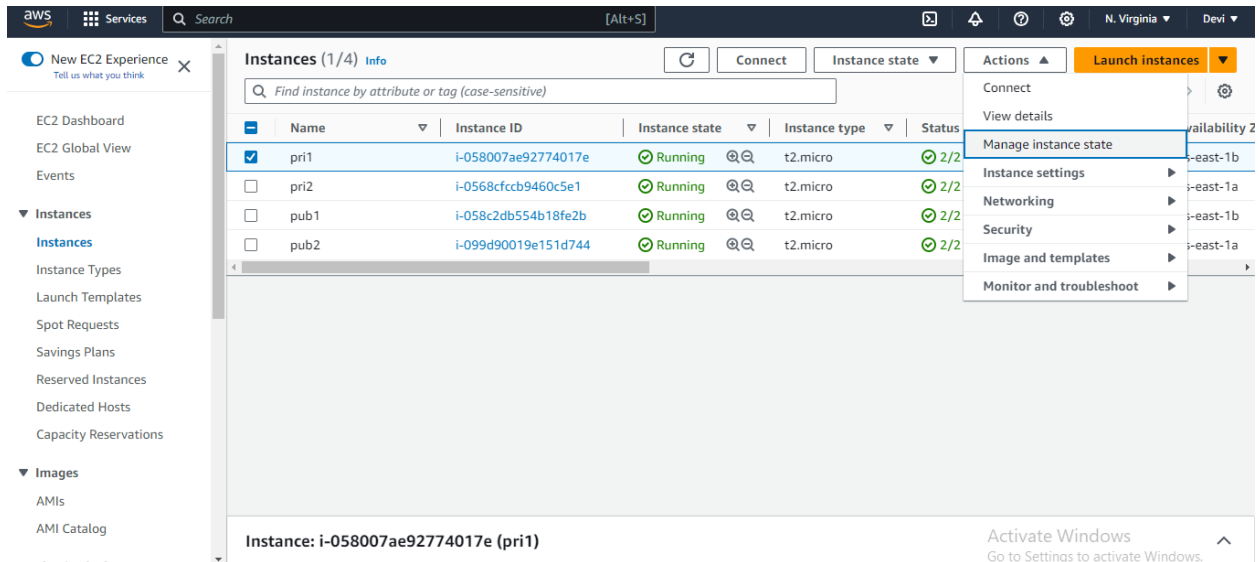 aws Services Search [Alt+S] N. Virginia ▼ Devi ▼
New EC2 Experience
Tell us what you think
EC2 Dashboard
EC2 Global View
Events
▼ Instances
Instances
Instance Types
Launch Templates
Spot Requests
Savings Plans
Reserved Instances
Dedicated Hosts
Capacity Reservations
▼ Images
AMIs
AMI Catalog
Instances (1/4) Info Connect Instance state ▼ Actions ▲ Launch instances ▼
Find instance by attribute or tag (case-sensitive)
Name Instance ID Instance state Instance type Status vailability Z
pri1 i-058007ae92774017e Running t2.micro 2/2 s-east-1b
pri2 i-0568cfccb9460c5e1 Running t2.micro 2/2 s-east-1a
pub1 i-058c2db554b18fe2b Running t2.micro 2/2 s-east-1b
pub2 i-099d90019e151d744 Running t2.micro 2/2 s-east-1a
Connect
View details
Manage instance state
Instance settings
Networking
Security
Image and templates
Monitor and troubleshoot
Instance: i-058007ae92774017e (pri1)
Activate Windows
Go to Settings to activate Windows.